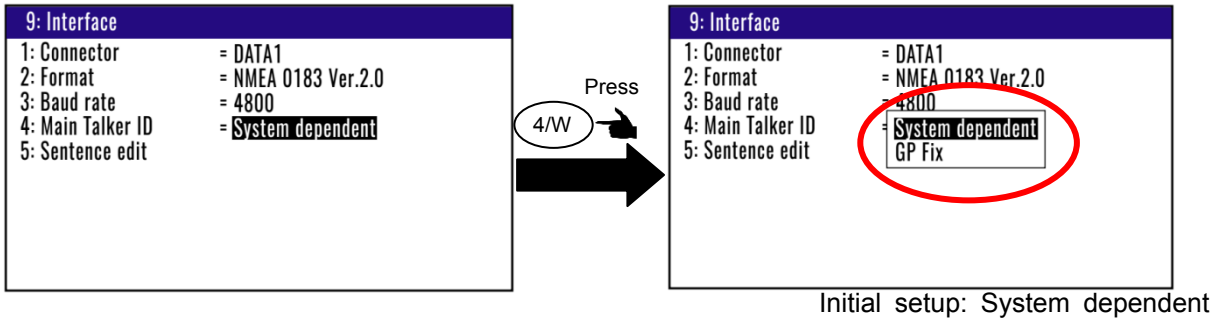 9: Interface
1: Connector = DATA1
2: Format = NMEA 0183 Ver.2.0
3: Baud rate = 4800
4: Main Talker ID = System dependent
5: Sentence edit
Press
4/W
9: Interface
1: Connector = DATA1
2: Format = NMEA 0183 Ver.2.0
3: Baud rate = 4800
4: Main Talker ID = System dependent
5: Sentence edit GP Fix
Initial setup: System dependent